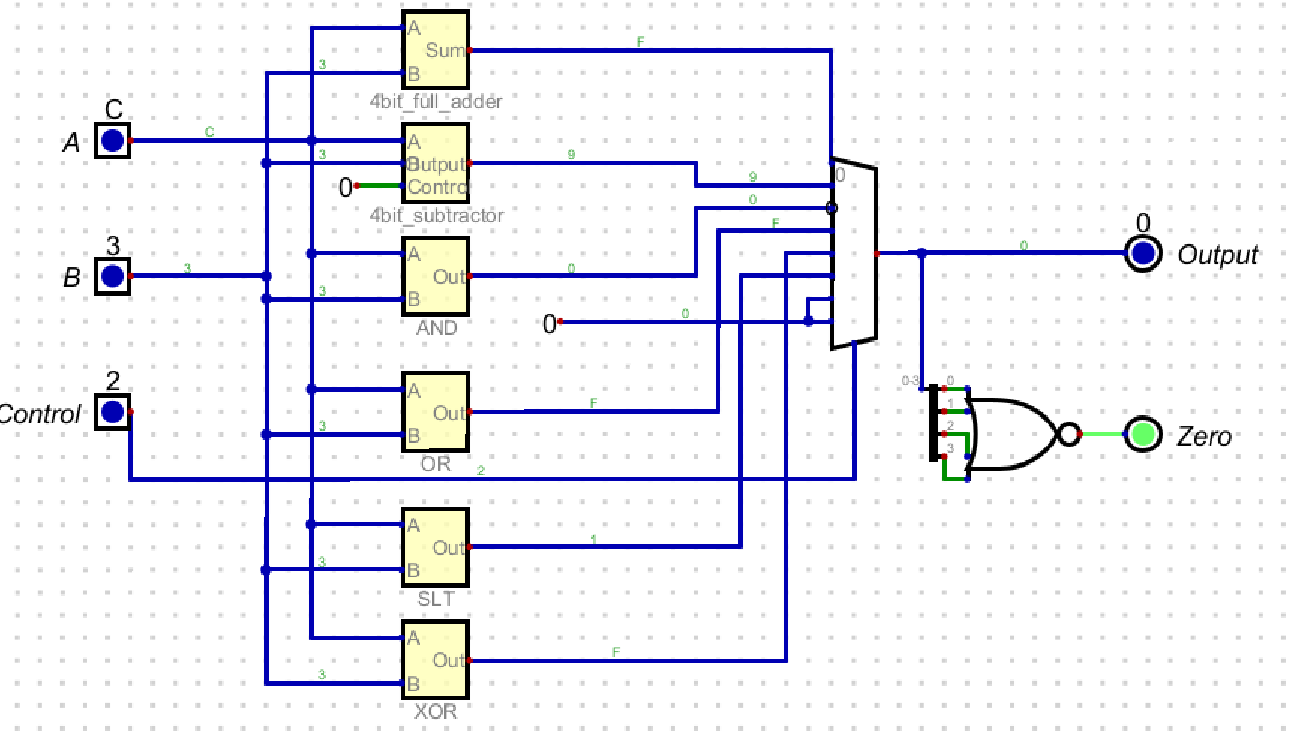 A
Sum
F
3
B
4bit_full_adder
C
A
C
A
3
Output
B
9
9
0
Contro
4bit_subtractor
0
0
A
F
3
B
3
Out
0
3
B
AND
0
0
0
0
Output
2
Control
A
Out
F
3
B
OR
2
0-3
0
1
2
3
Zero
A
Out
1
3
B
SLT
A
Out
F
3
B
XOR